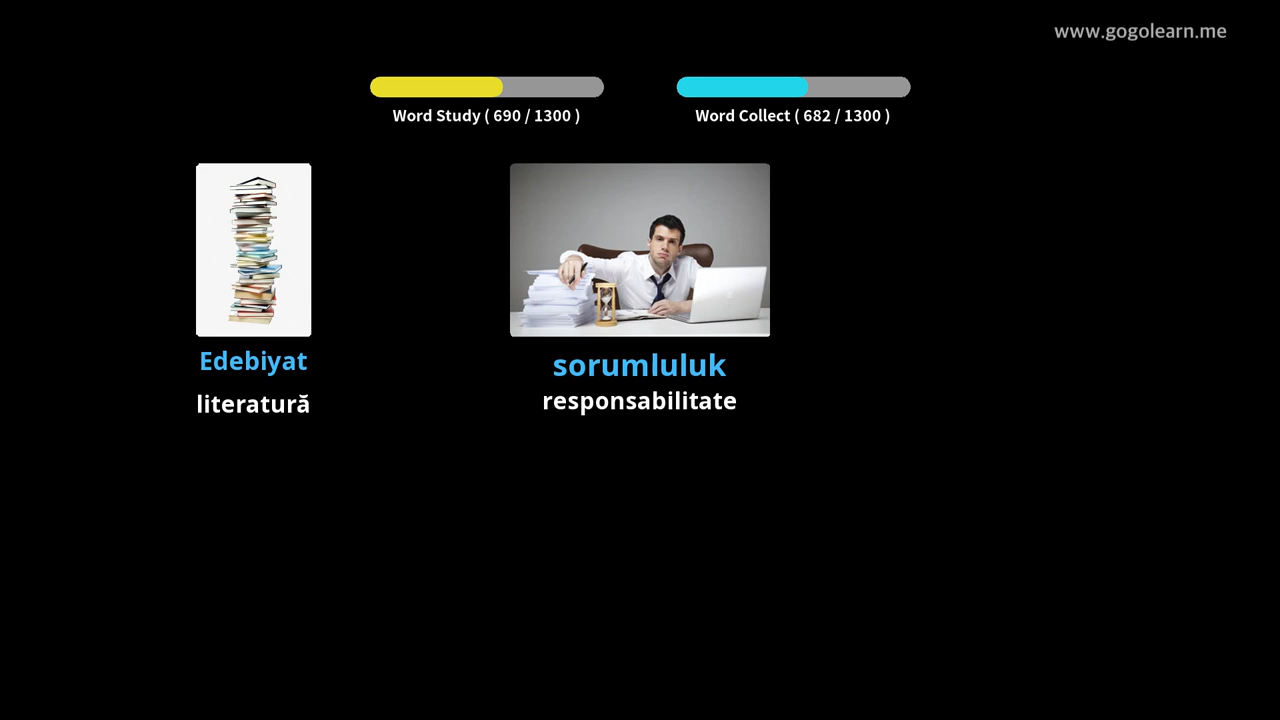 www.gogolearn.me
Word Study ( 690 / 1300 )
Word Collect ( 682 / 1300 )
Edebiyat
literatură
sorumluluk
responsabilitate